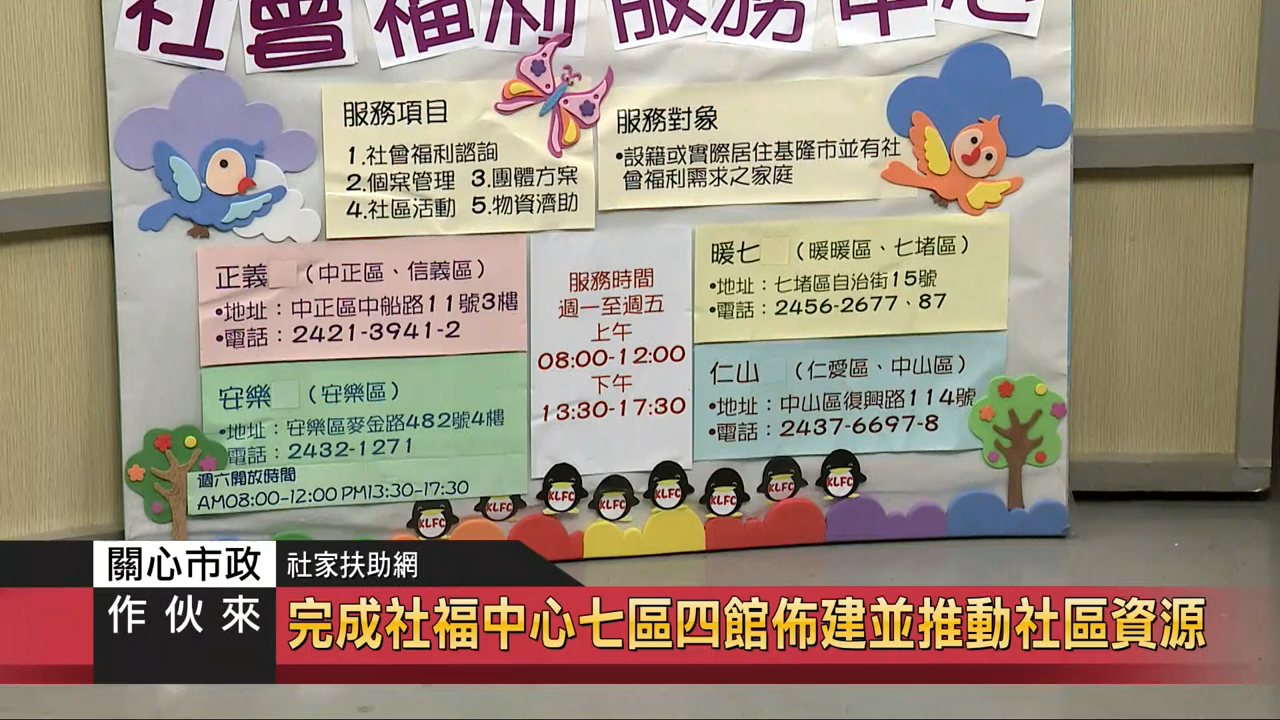 社會福利服務中心
服務項目
1.社會福利諮詢
2.個案管理 3.團體方案
4.社區活動 5.物資濟助
服務對象
•設籍或實際居住基隆市並有社
會福利需求之家庭
正義 (中正區、信義區)
•地址：中正區中船路11號3樓
•電話：2421-3941-2
安樂 (安樂區)
•地址：安樂區麥金路482號4樓
電話：2432-1271
週六開放時間
AM08:00-12:00 PM13:30-17:30
服務時間
週一至週五
上午
08:00-12:00
下午
13:30-17:30
暖七 (暖暖區、七堵區)
•地址：七堵區自治街15號
•電話：2456-2677、87
仁山 (仁愛區、中山區)
•地址：中山區復興路114號
•電話：2437-6697-8
KLFC
KLFC
KLFC
KLFC
KLFC
KLFC
KLFC
KLFC
關心市政
作伙來
社家扶助網
完成社福中心七區四館佈建並推動社區資源